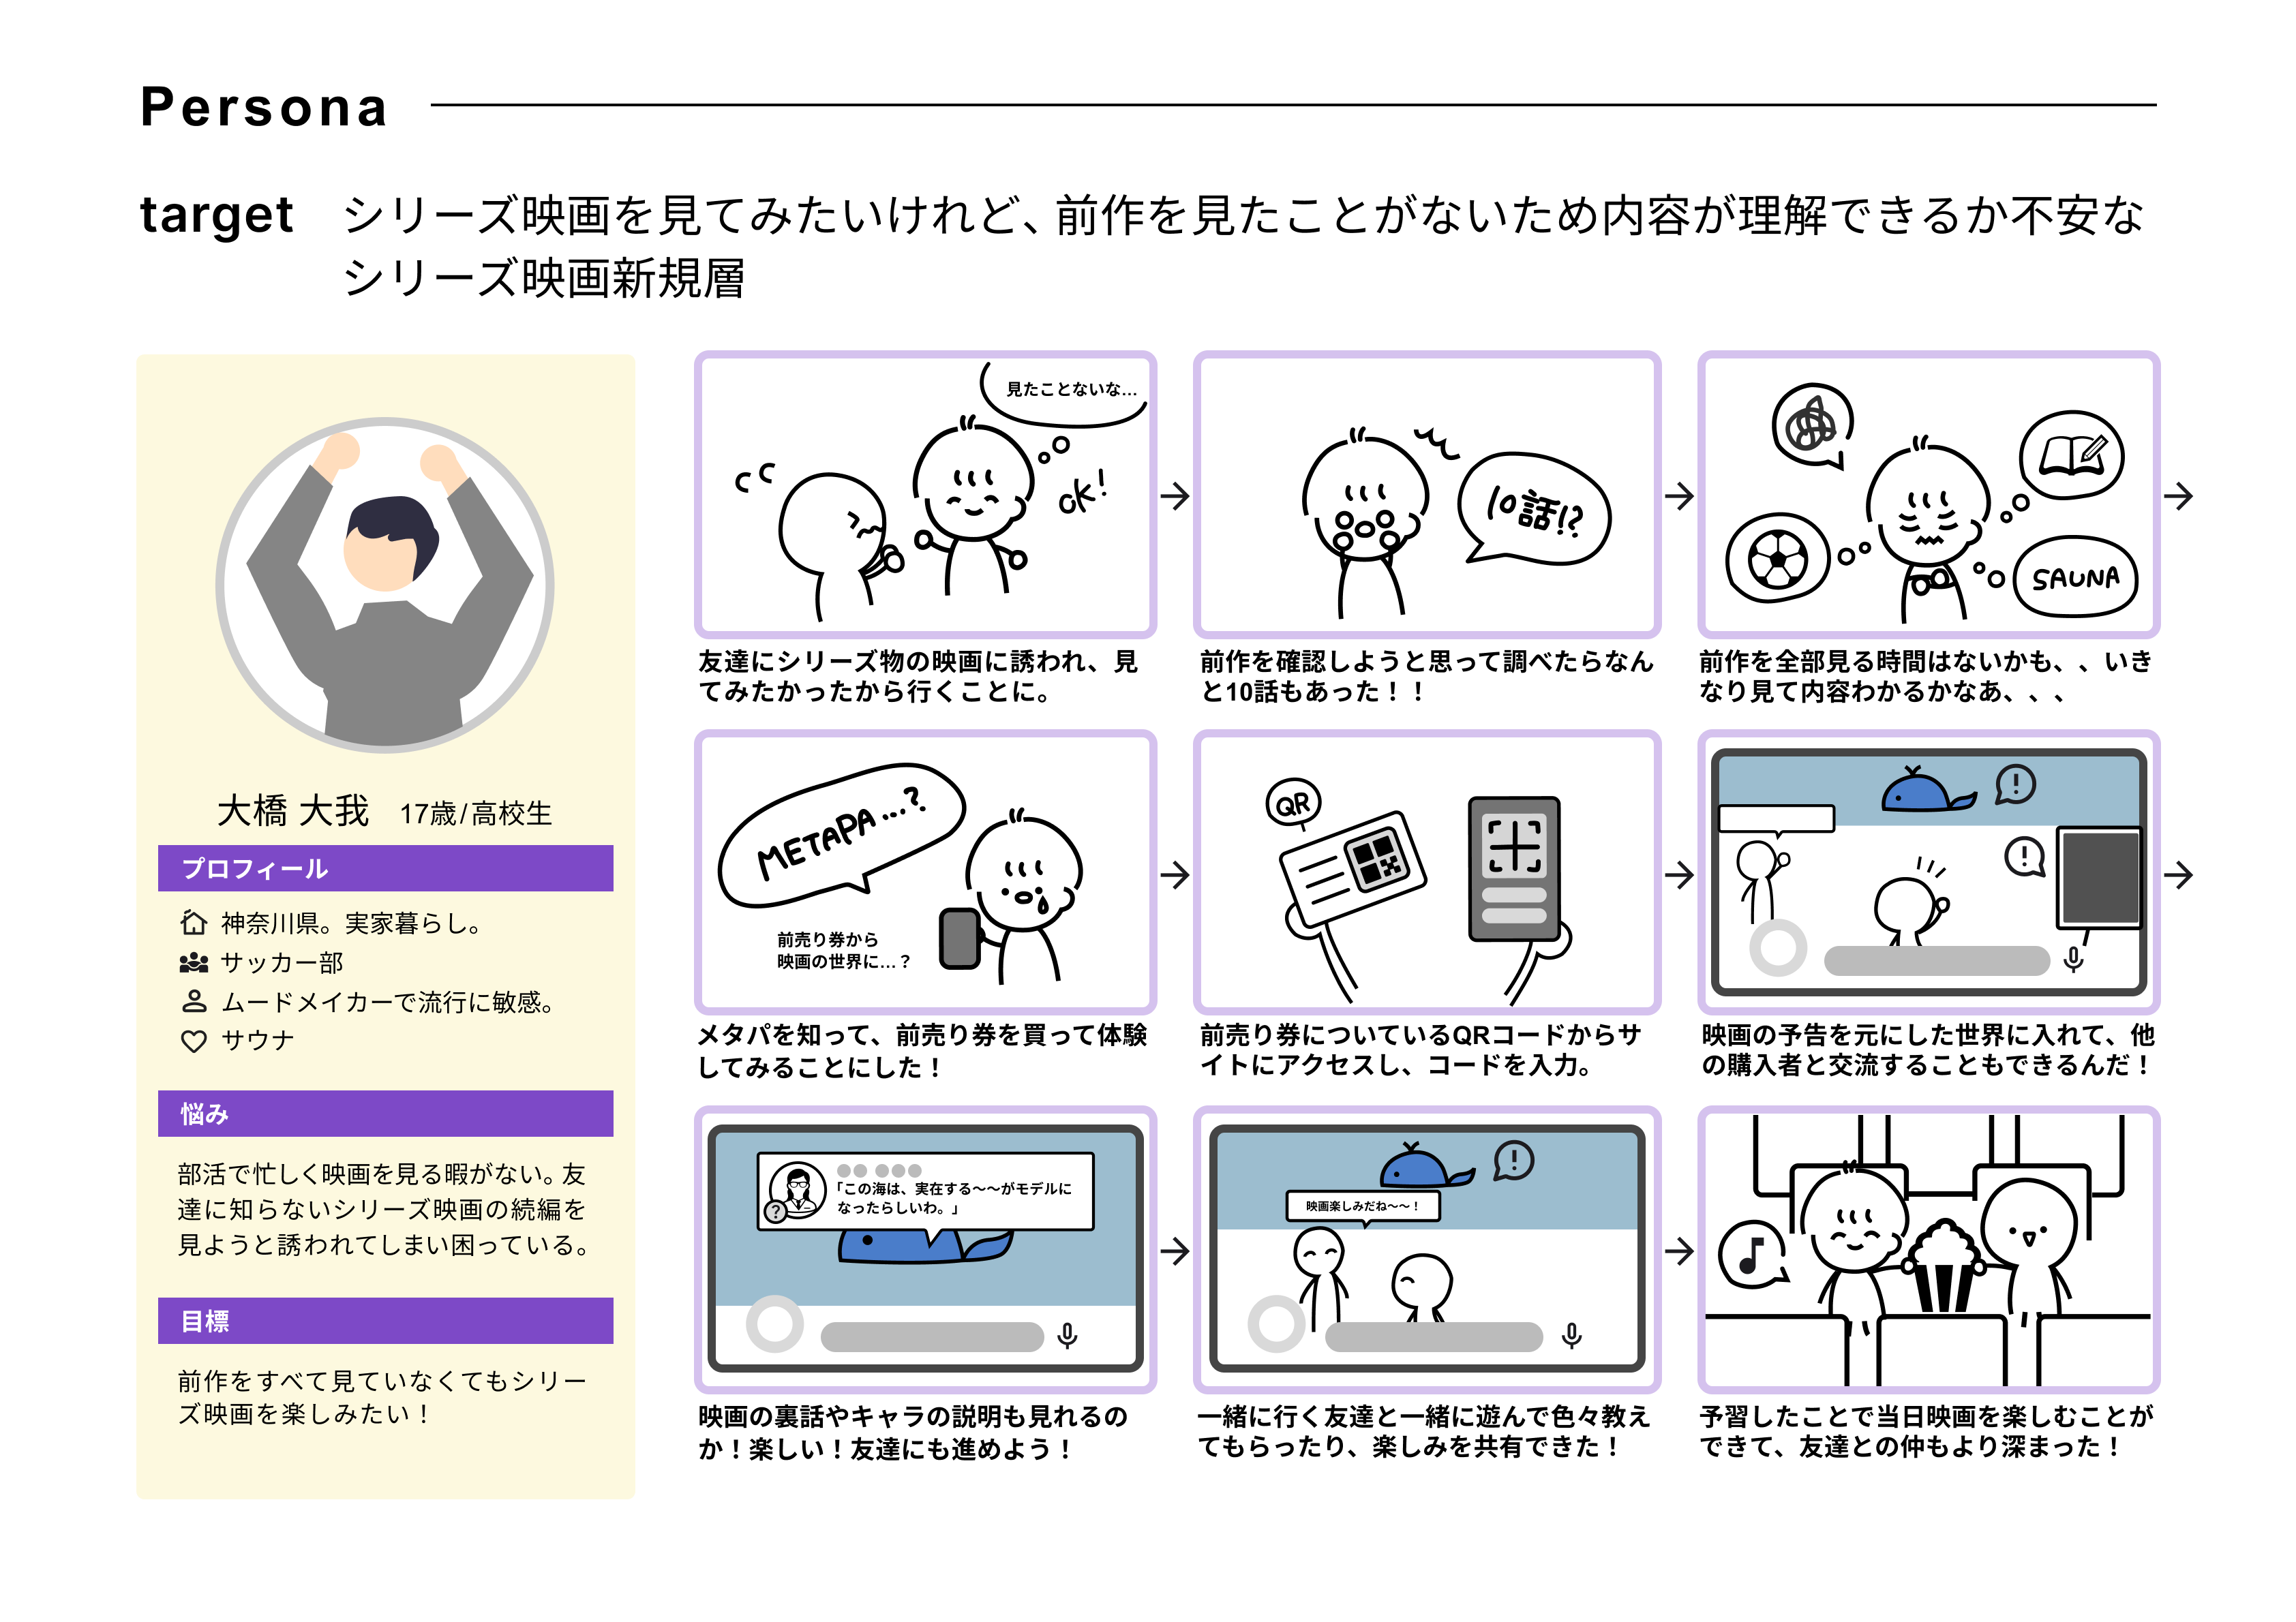 Persona
target
シリーズ映画を見てみたいけれど、前作を見たことがないため内容が理解できるか不安な
シリーズ映画新規層
大橋 大我 17歳/高校生
プロフィール
神奈川県。実家暮らし。
サッカー部
ムードメイカーで流行に敏感。
サウナ
悩み
部活で忙しく映画を見る暇がない。友
達に知らないシリーズ映画の続編を
見ようと誘われてしまい困っている。
目標
前作をすべて見ていなくてもシリー
ズ映画を楽しみたい！
見たことないな…
OK!
友達にシリーズ物の映画に誘われ、見
てみたかったから行くことに。
10話!?
前作を確認しようと思って調べたらなん
と10話もあった！！
SAUNA
前作を全部見る時間はないかも、、いき
なり見て内容わかるかなあ、、、
METAPA....?
前売り券から
映画の世界に…？
メタパを知って、前売り券を買って体験
してみることにした！
QR
前売り券についているQRコードからサ
イトにアクセスし、コードを入力。
映画の予告を元にした世界に入れて、他
の購入者と交流することもできるんだ！
「この海は、実在する～～がモデルに
なったらしいわ。」
?
映画の裏話やキャラの説明も見れるの
か！楽しい！友達にも進めよう！
映画楽しみだね～～！
一緒に行く友達と一緒に遊んで色々教え
てもらったり、楽しみを共有できた！
予習したことで当日映画を楽しむことが
できて、友達との仲もより深まった！